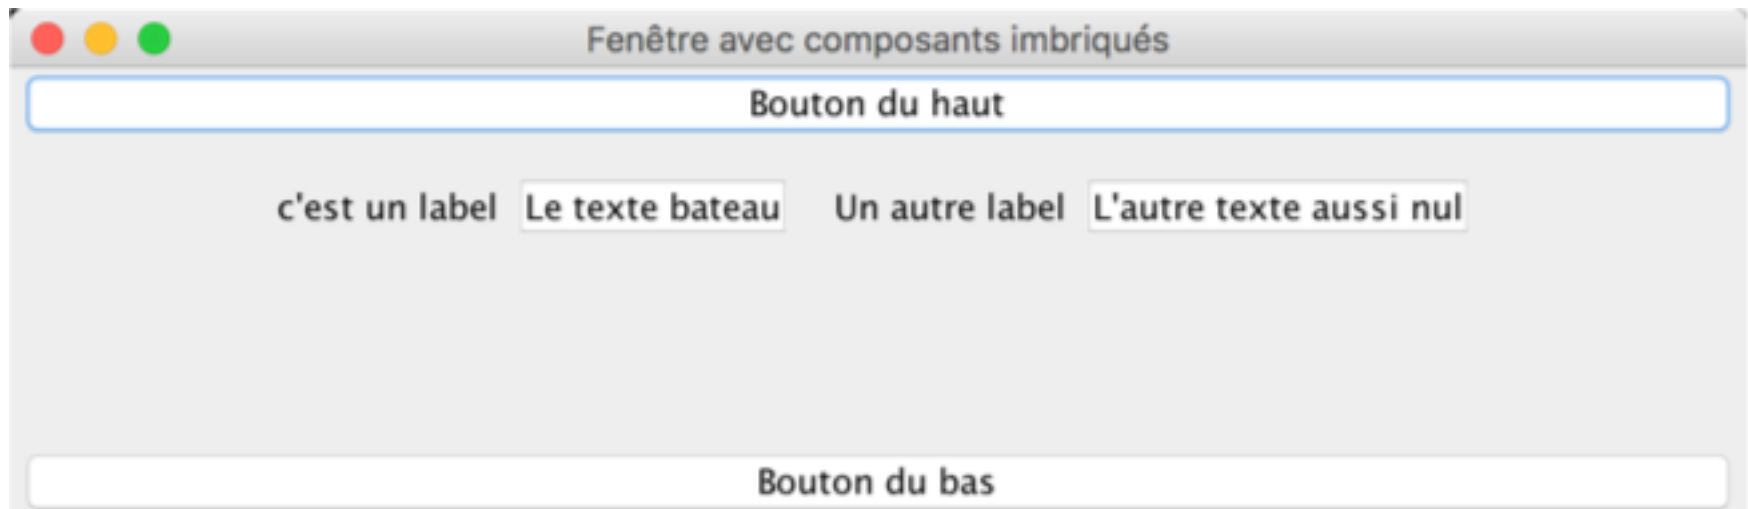 Fenêtre avec composants imbriqués
Bouton du haut
c'est un label Le texte bateau Un autre label L'autre texte aussi nul
Bouton du bas